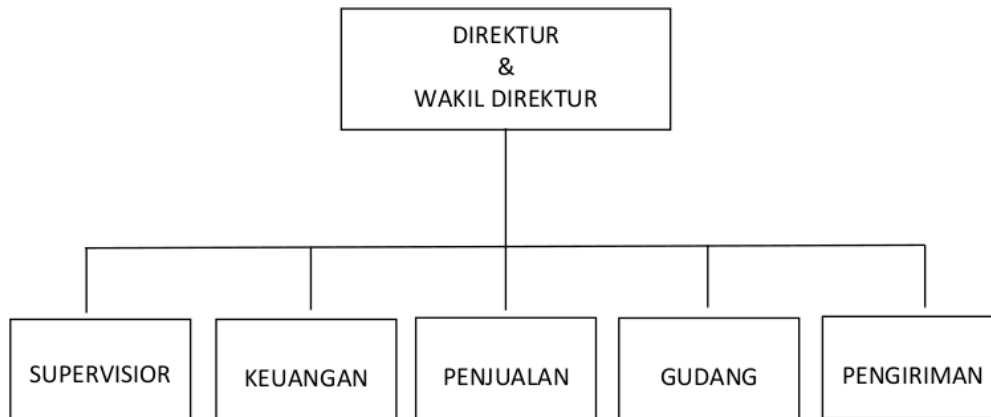 DIREKTUR
&
WAKIL DIREKTUR
SUPERVISIOR
KEUANGAN
PENJUALAN
GUDANG
PENGIRIMAN